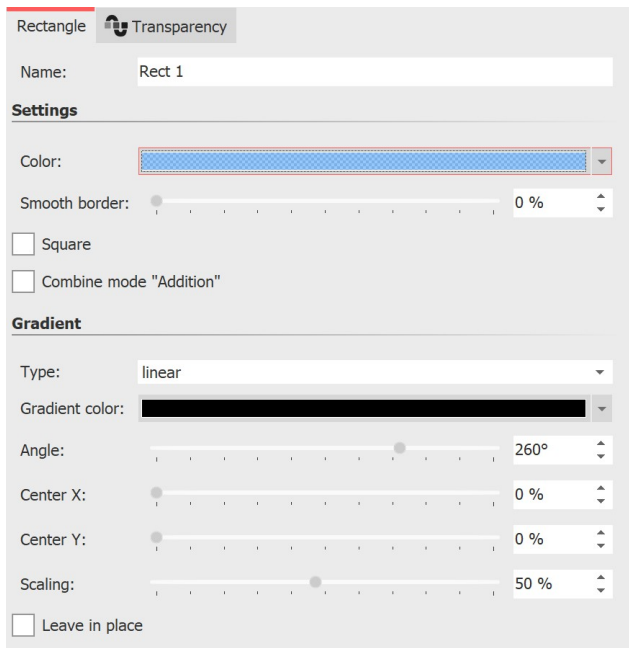 Rectangle Transparency
Name: Rect 1
Settings
Color:
Smooth border: 0 %
Square
Combine mode "Addition"
Gradient
Type: linear
Gradient color:
Angle: 260°
Center X: 0 %
Center Y: 0 %
Scaling: 50 %
Leave in place